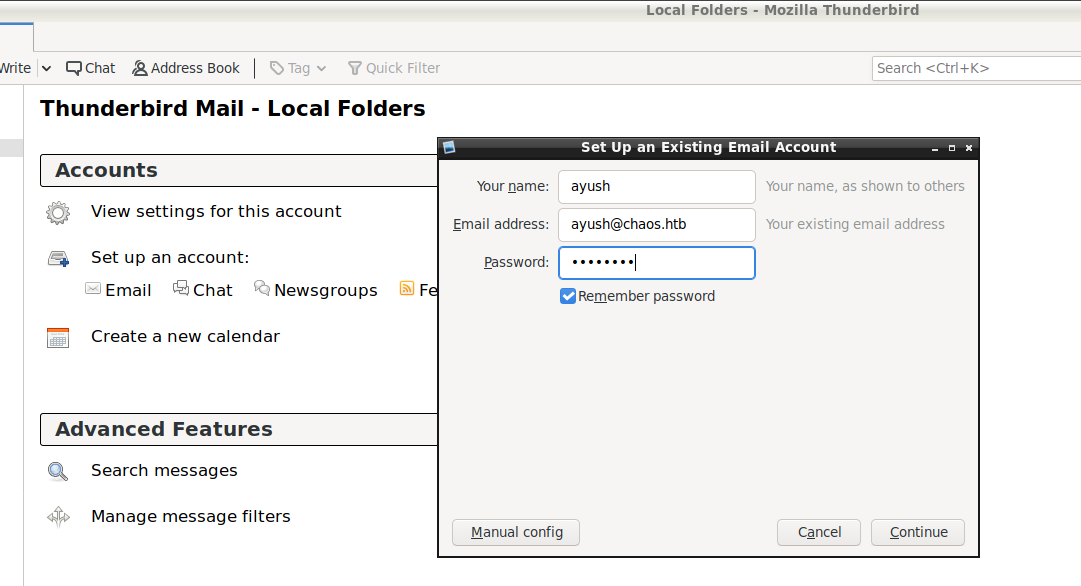 Local Folders - Mozilla Thunderbird
Write Chat Address Book Tag Quick Filter Search <Ctrl+K>
Thunderbird Mail - Local Folders
Set Up an Existing Email Account
Your name: ayush Your name, as shown to others
Email address: ayush@chaos.htb Your existing email address
Password: ••••••••
Remember password
Manual config Cancel Continue
Accounts
View settings for this account
Set up an account:
Email Chat Newsgroups Fe
Create a new calendar
Advanced Features
Search messages
Manage message filters